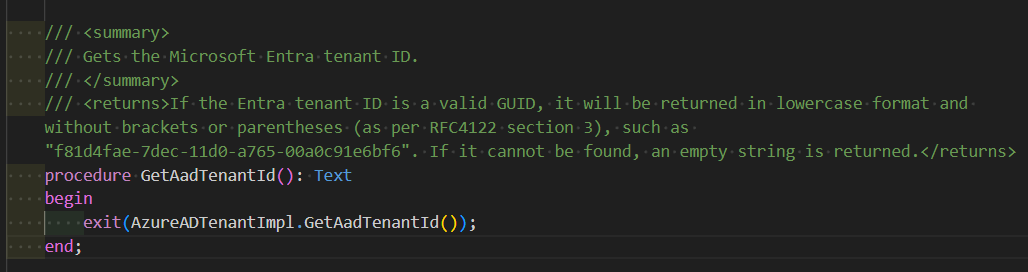 /// <summary>
/// Gets the Microsoft Entra tenant ID.
/// </summary>
/// <returns>If the Entra tenant ID is a valid GUID, it will be returned in lowercase format and
without brackets or parentheses (as per RFC4122 section 3), such as
"f81d4fae-7dec-11d0-a765-00a0c91e6bf6". If it cannot be found, an empty string is returned.</returns>
procedure GetAadTenantId(): Text
begin
    exit(AzureADTenantImpl.GetAadTenantId());
end;